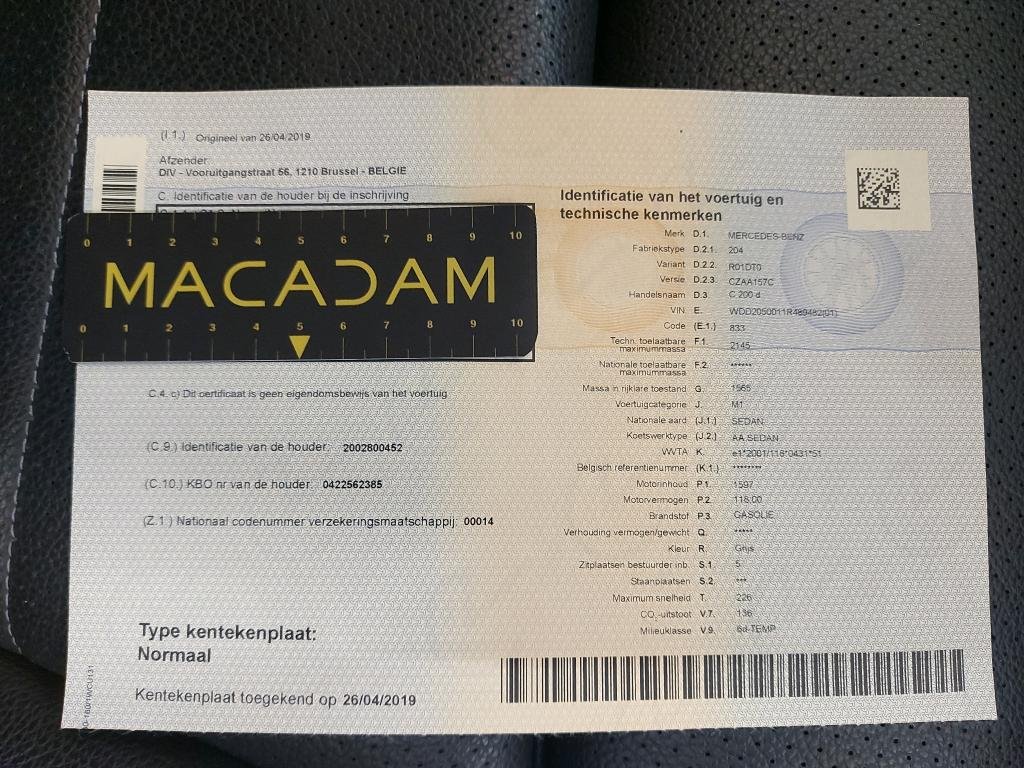 (I.1.) Origineel van 26/04/2019
Afzender
DIV - Vooruitgangstraat 56, 1210 Brussel - BELGIE
C. Identificatie van de houder bij de inschrijving
0 1 2 3 4 5 6 7 8 9 10
MACADAM
0 1 2 3 4 5 6 7 8 9 10
C.4. c) Dit certificaat is geen eigendomsbewijs van het voertuig
(C.9.) Identificatie van de houder: 2002800452
(C.10.) KBO nr van de houder: 0422562385
(Z.1.) Nationaal codenummer verzekeringsmaatschappij: 00014
Type kentekenplaat:
Normaal
Kentekenplaat toegekend op 26/04/2019
Identificatie van het voertuig en
technische kenmerken
Merk D.1. MERCEDES-BENZ
Fabriekstype D.2.1. 204
Variant D.2.2. R01DT0
Versie D.2.3. CZAA157C
Handelsnaam D.3 C 200 d
VIN E. WDD2050011R489482(01)
Code (E.1.) 833
Techn. toelaatbare
maximummassa F.1. 2145
Nationale toelaatbare
maximummassa F.2. ******
Massa in rijklare toestand G. 1565
Voertuigcategorie J. M1
Nationale aard (J.1.) SEDAN
Koetswerktype (J.2.) AA SEDAN
WVTA K. e1*2001/116*0431*51
Belgisch referentienummer (K.1.) ********
Motorinhoud P.1. 1597
Motorvermogen P.2. 118,00
Brandstof P.3. GASOLIE
Verhouding vermogen/gewicht Q. *****
Kleur R. Grijs
Zitplaatsen bestuurder inb. S.1. 5
Staanplaatsen S.2. ***
Maximum snelheid T. 226
CO₂-uitstoot V.7. 136
Milieuklasse V.9. 6d-TEMP